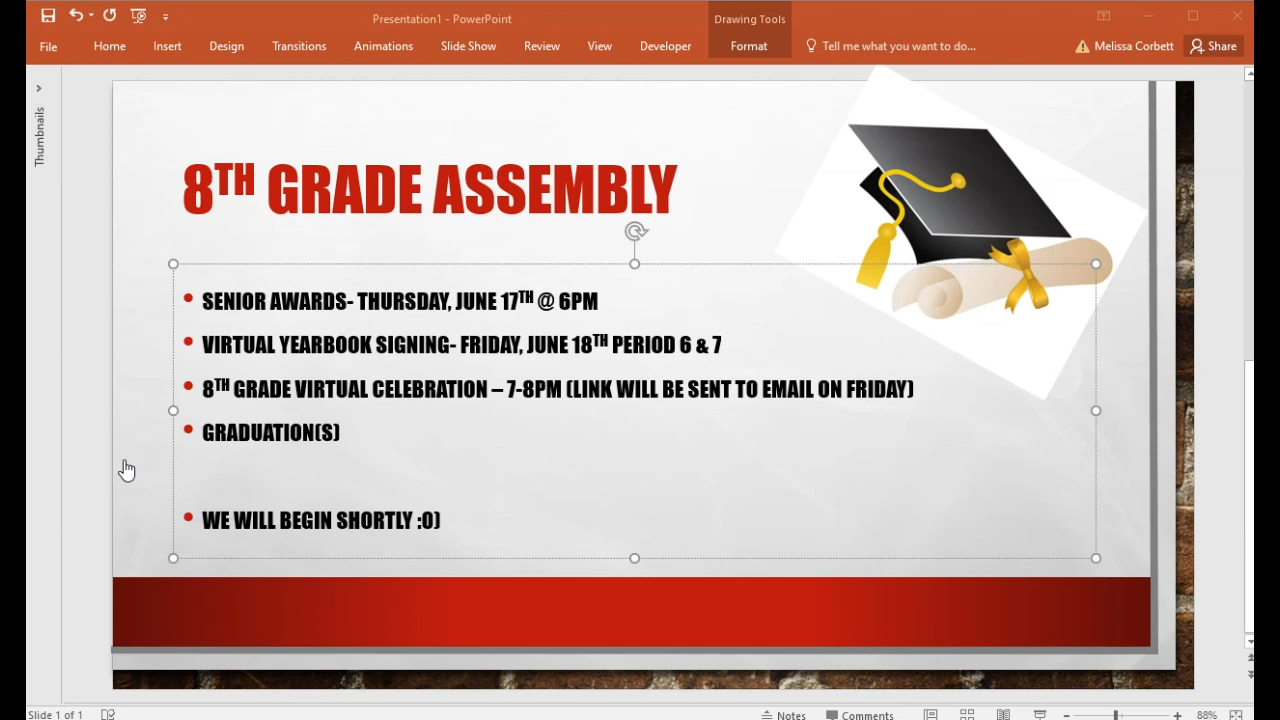 Presentation1 - PowerPoint
Drawing Tools
File Home Insert Design Transitions Animations Slide Show Review View Developer Format Tell me what you want to do... Melissa Corbett Share
Thumbnails
8TH GRADE ASSEMBLY
• SENIOR AWARDS- THURSDAY, JUNE 17TH @ 6PM
• VIRTUAL YEARBOOK SIGNING- FRIDAY, JUNE 18TH PERIOD 6 & 7
• 8TH GRADE VIRTUAL CELEBRATION – 7-8PM (LINK WILL BE SENT TO EMAIL ON FRIDAY)
• GRADUATION(S)
• WE WILL BEGIN SHORTLY :O)
Slide 1 of 1 Notes Comments 88%